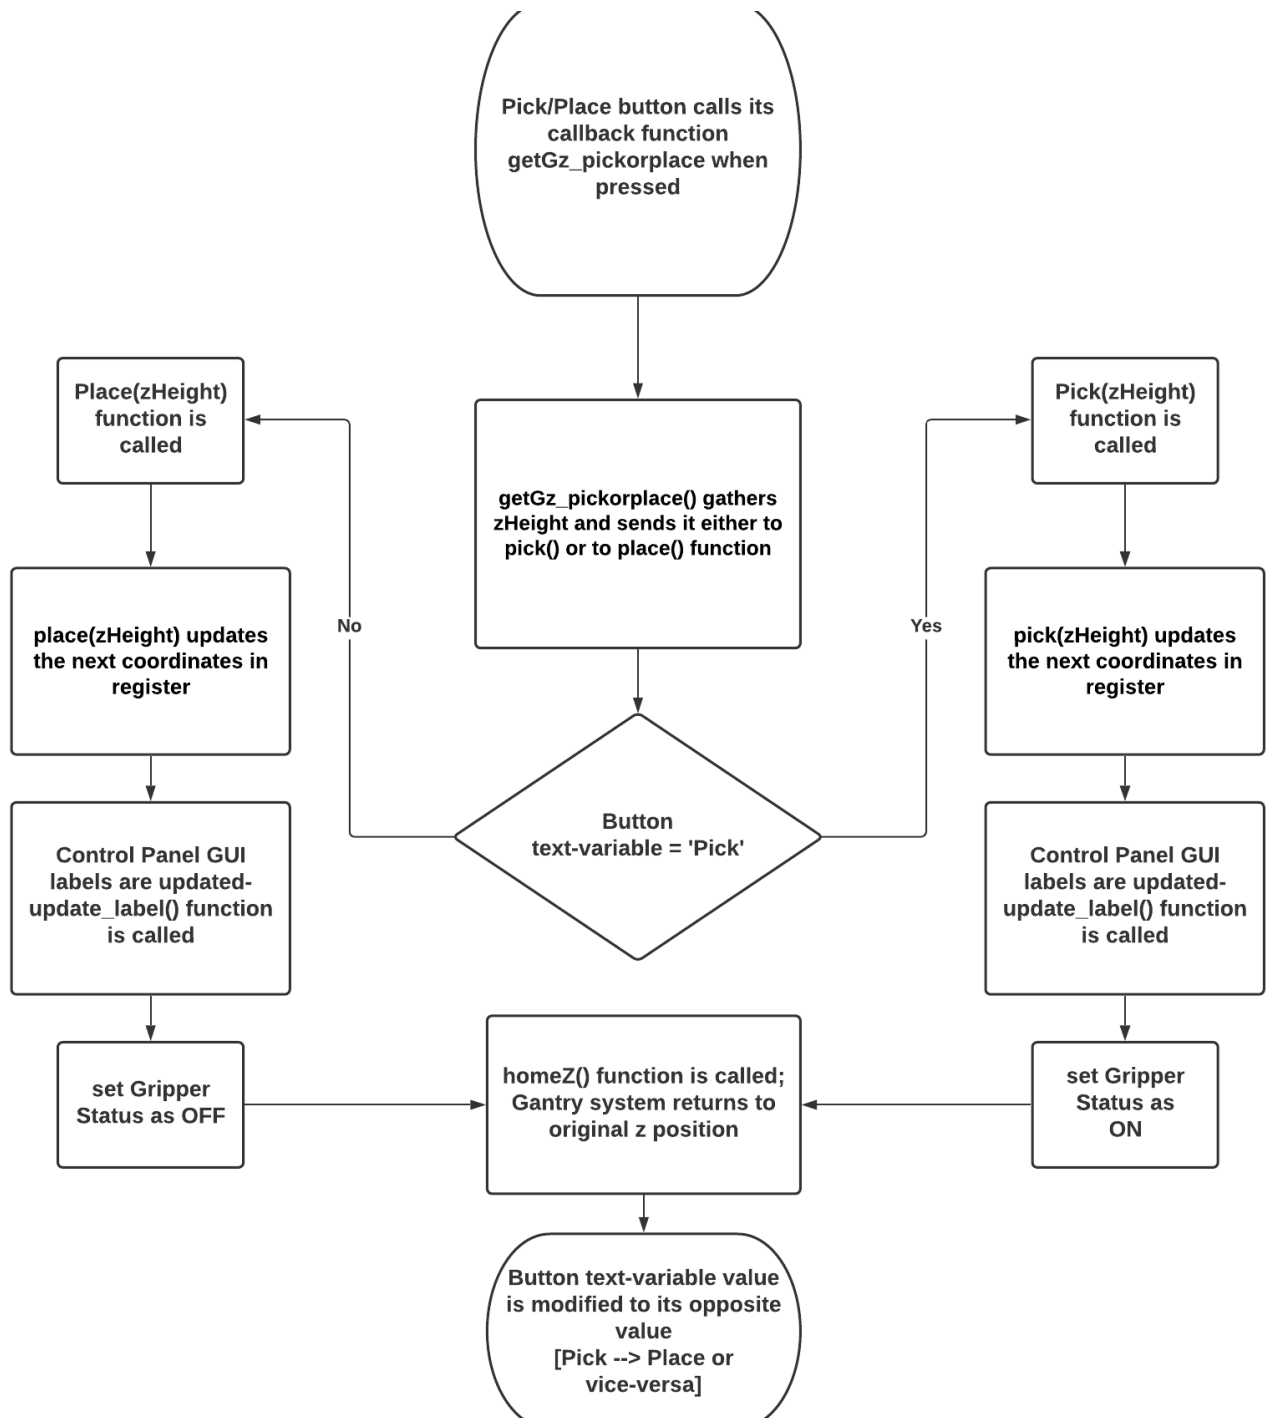 Pick/Place button calls its
callback function
getGz_pickorplace when
pressed
Place(zHeight)
function is
called
Pick(zHeight)
function is
called
getGz_pickorplace() gathers
zHeight and sends it either to
pick() or to place() function
No
Yes
place(zHeight) updates
the next coordinates in
register
pick(zHeight) updates
the next coordinates in
register
Button
text-variable = 'Pick'
Control Panel GUI
labels are updated-
update_label() function
is called
Control Panel GUI
labels are updated-
update_label() function
is called
set Gripper
Status as OFF
homeZ() function is called;
Gantry system returns to
original z position
set Gripper
Status as
ON
Button text-variable value
is modified to its opposite
value
[Pick --> Place or
vice-versa]